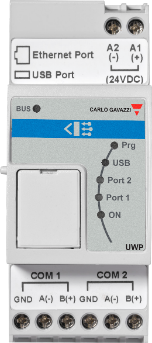 Ethernet Port
USB Port
A2 A1
(-) (+)
(24VDC)
BUS
CARLO GAVAZZI
Prg
USB
Port 2
Port 1
ON
UWP
COM 1 COM 2
GND A(-) B(+) GND A(-) B(+)